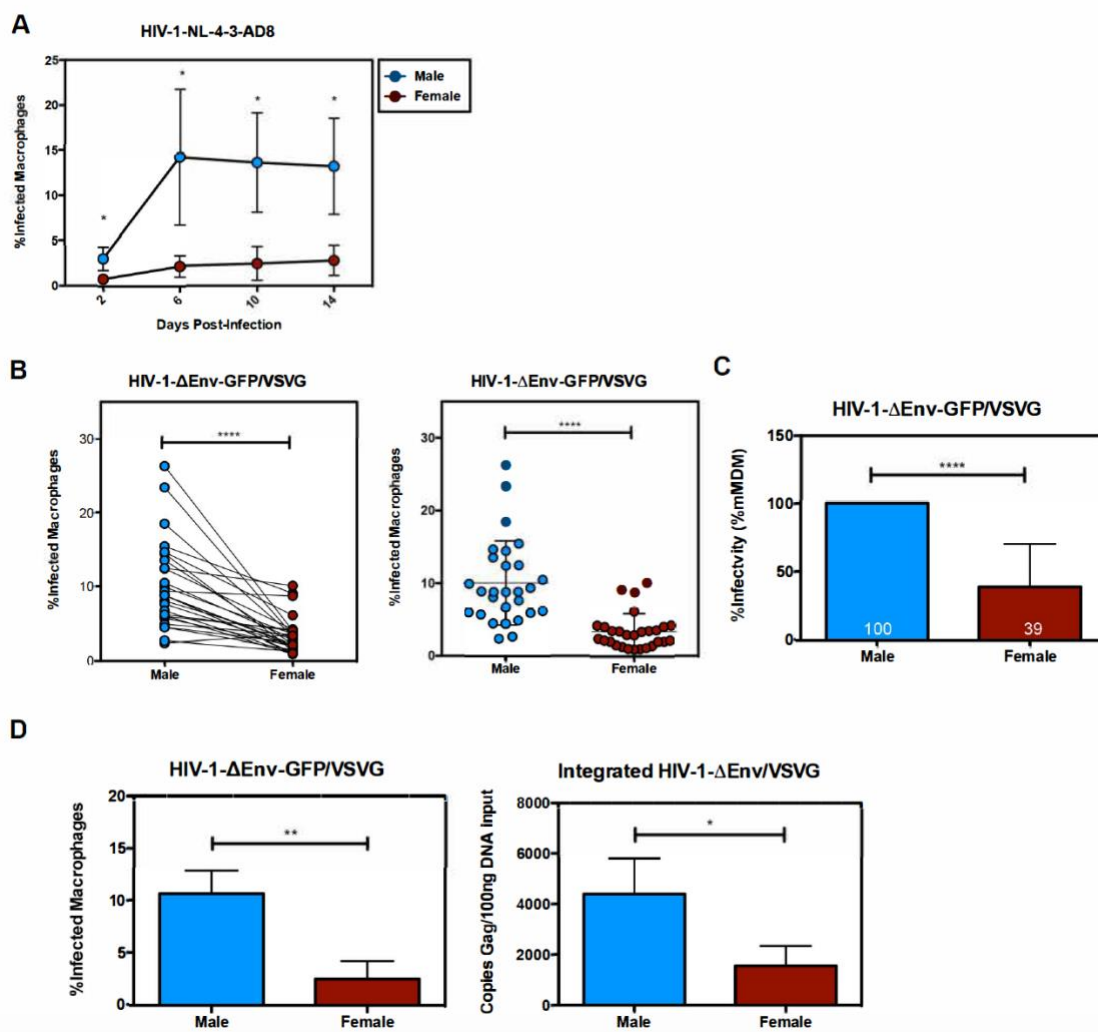 A
HIV-1-NL-4-3-AD8
%Infected Macrophages
25
20
15
10
5
0
2
6
10
14
Days Post-Infection
*
*
*
*
Male
Female
B
HIV-1-ΔEnv-GFP/VSVG
%Infected Macrophages
30
20
10
0
****
Male
Female
HIV-1-ΔEnv-GFP/VSVG
%Infected Macrophages
30
20
10
0
****
Male
Female
C
HIV-1-ΔEnv-GFP/VSVG
%Infectvity (%mMDM)
150
100
50
0
****
100
39
Male
Female
D
HIV-1-ΔEnv-GFP/VSVG
%Infected Macrophages
20
15
10
5
0
**
Male
Female
Integrated HIV-1-ΔEnv/VSVG
Copies Gag/100ng DNA Input
8000
6000
4000
2000
0
*
Male
Female